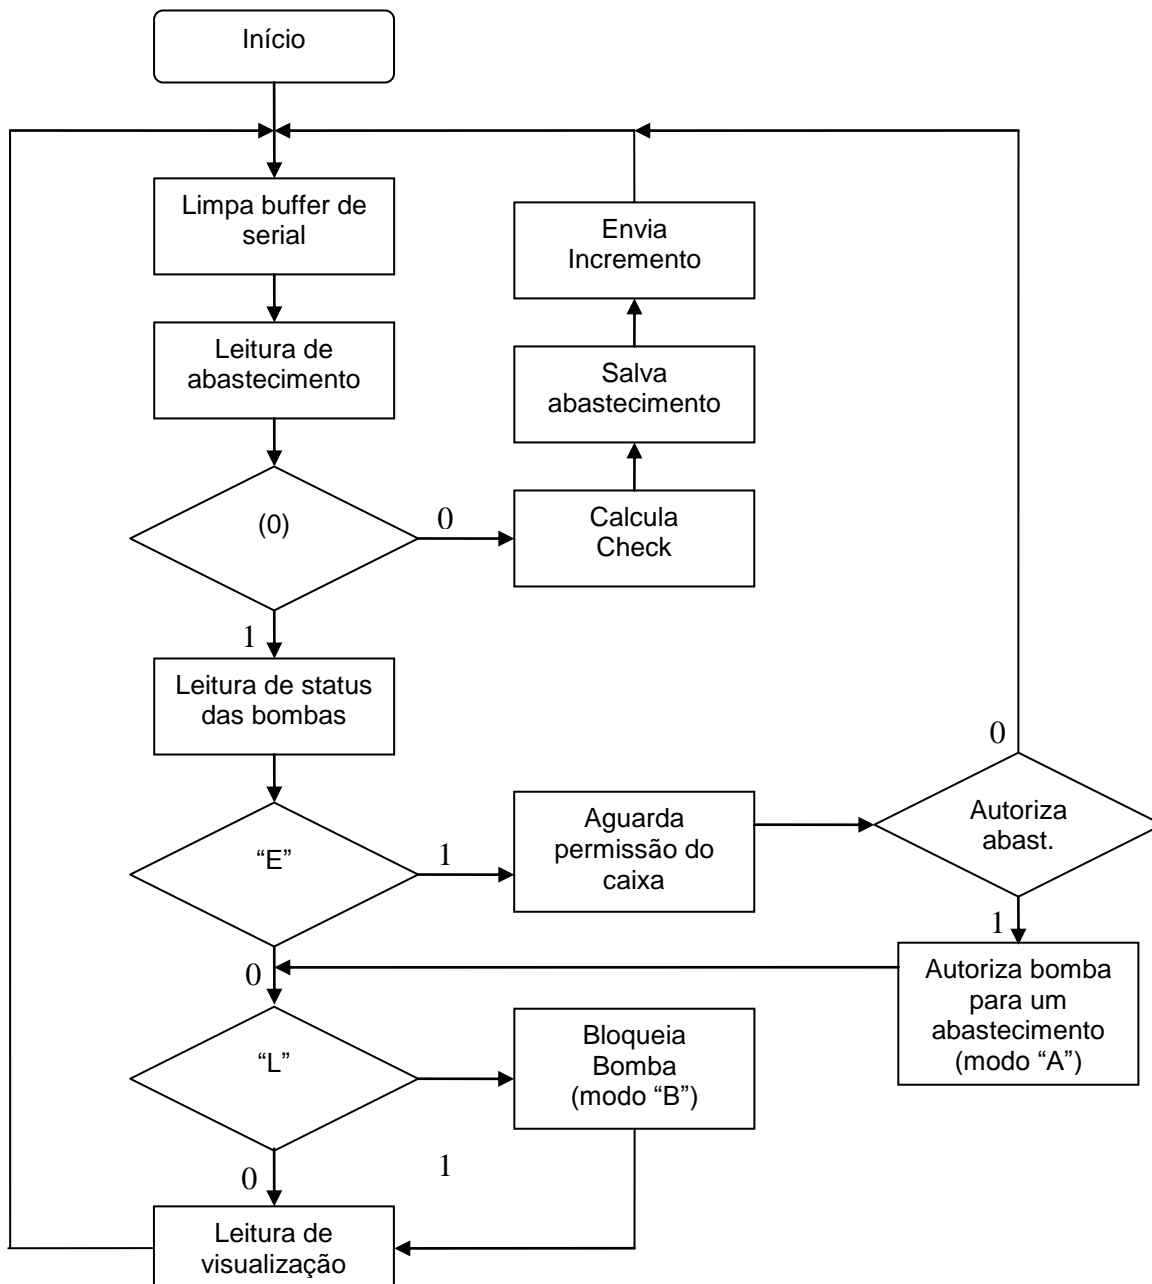 Início
Limpa buffer de
serial
Envia
Incremento
Leitura de
abastecimento
Salva
abastecimento
(0)
0
Calcula
Check
1
Leitura de status
das bombas
0
“E”
1
Aguarda
permissão do
caixa
Autoriza
abast.
1
0
Autoriza bomba
para um
abastecimento
(modo “A”)
“L”
Bloqueia
Bomba
(modo “B”)
0
1
Leitura de
visualização